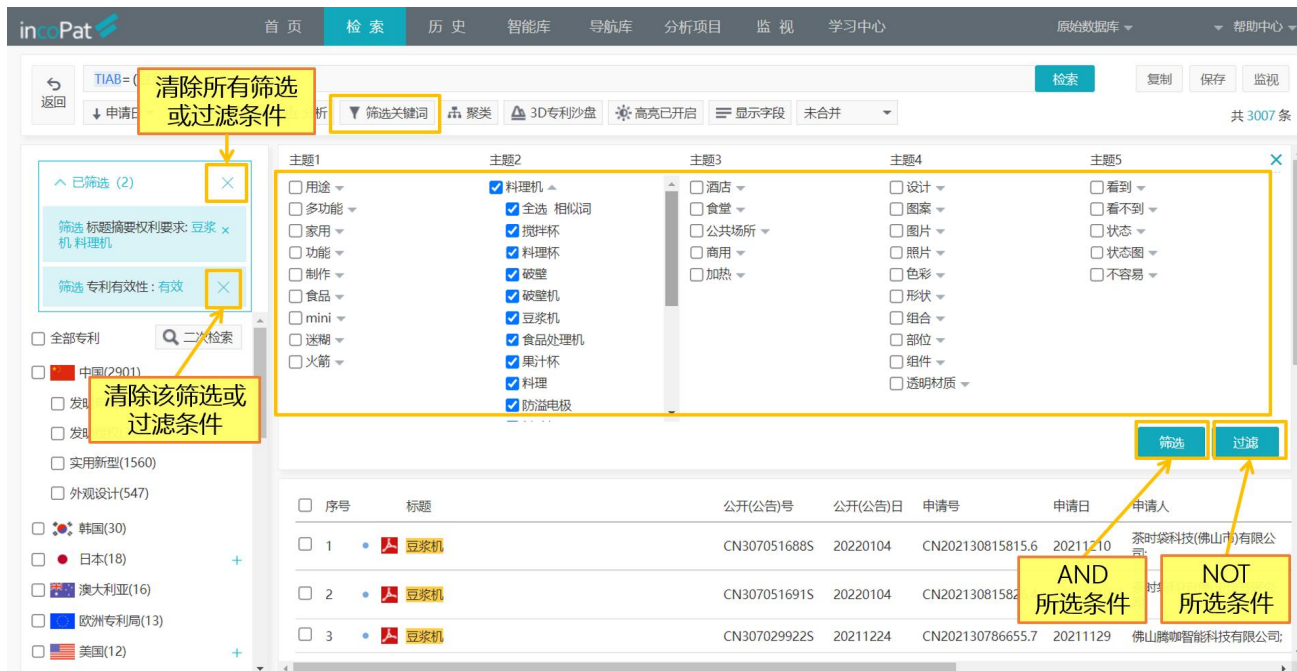 incoPat
首 页
检 索
历 史
智能库
导航库
分析项目
监 视
学习中心
原始数据库
帮助中心
返回
TIAB=(
检索
复制
保存
监视
清除所有筛选
或过滤条件
申请日
析
筛选关键词
聚类
3D专利沙盘
高亮已开启
显示字段
未合并
共 3007 条
已筛选 (2)
筛选 标题摘要权利要求: 豆浆
机 料理机
筛选 专利有效性 : 有效
全部专利
二次检索
中国(2901)
清除该筛选或
过滤条件
发
发
实用新型(1560)
外观设计(547)
韩国(30)
日本(18)
澳大利亚(16)
欧洲专利局(13)
美国(12)
主题1
用途
多功能
家用
功能
制作
食品
mini
迷糊
火箭
主题2
料理机
全选 相似词
搅拌杯
料理杯
破壁
破壁机
豆浆机
食品处理机
果汁杯
料理
防溢电极
主题3
酒店
食堂
公共场所
商用
加热
主题4
设计
图案
图片
照片
色彩
形状
组合
部位
组件
透明材质
主题5
看到
看不到
状态
状态图
不容易
筛选
过滤
序号 标题 公开(公告)号 公开(公告)日 申请号 申请日 申请人
1 豆浆机 CN307051688S 20220104 CN202130815815.6 20211210 茶时袋科技(佛山市)有限公
司;
2 豆浆机 CN307051691S 20220104 CN20213081582
3 豆浆机 CN307029922S 20211224 CN202130786655.7 20211129 佛山腾咖智能科技有限公司;
AND
所选条件
NOT
所选条件